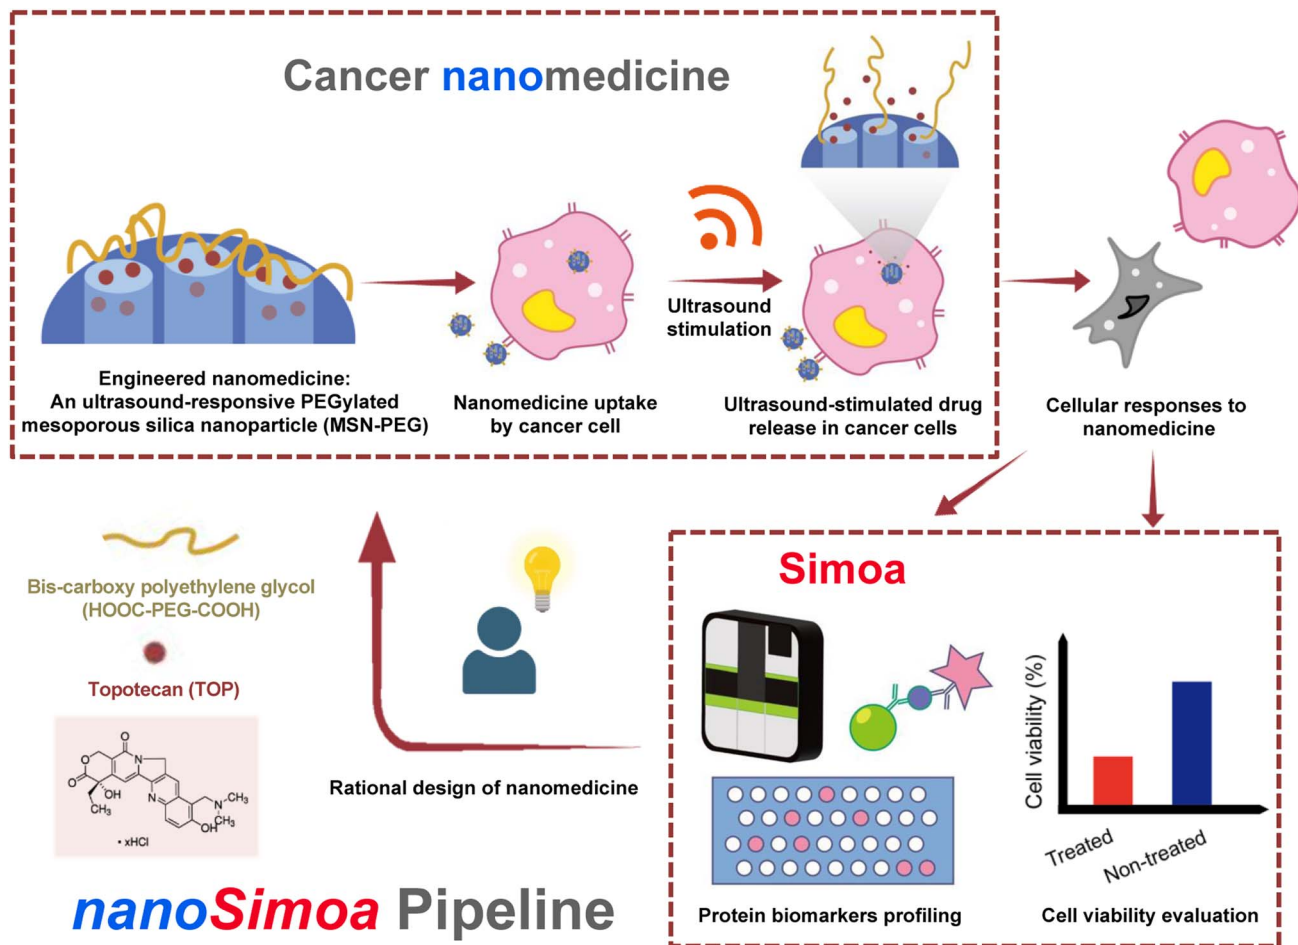 Cancer nanomedicine
Engineered nanomedicine:
An ultrasound-responsive PEGylated
mesoporous silica nanoparticle (MSN-PEG)
Nanomedicine uptake
by cancer cell
Ultrasound
stimulation
Ultrasound-stimulated drug
release in cancer cells
Cellular responses to
nanomedicine
Bis-carboxy polyethylene glycol
(HOOC-PEG-COOH)
Topotecan (TOP)
O
O
N
O
OH
CH3
N
N
CH3
CH3
OH
• xHCl
Rational design of nanomedicine
Simoa
Protein biomarkers profiling
Cell viability (%)
Treated
Non-treated
Cell viability evaluation
nanoSimoa Pipeline